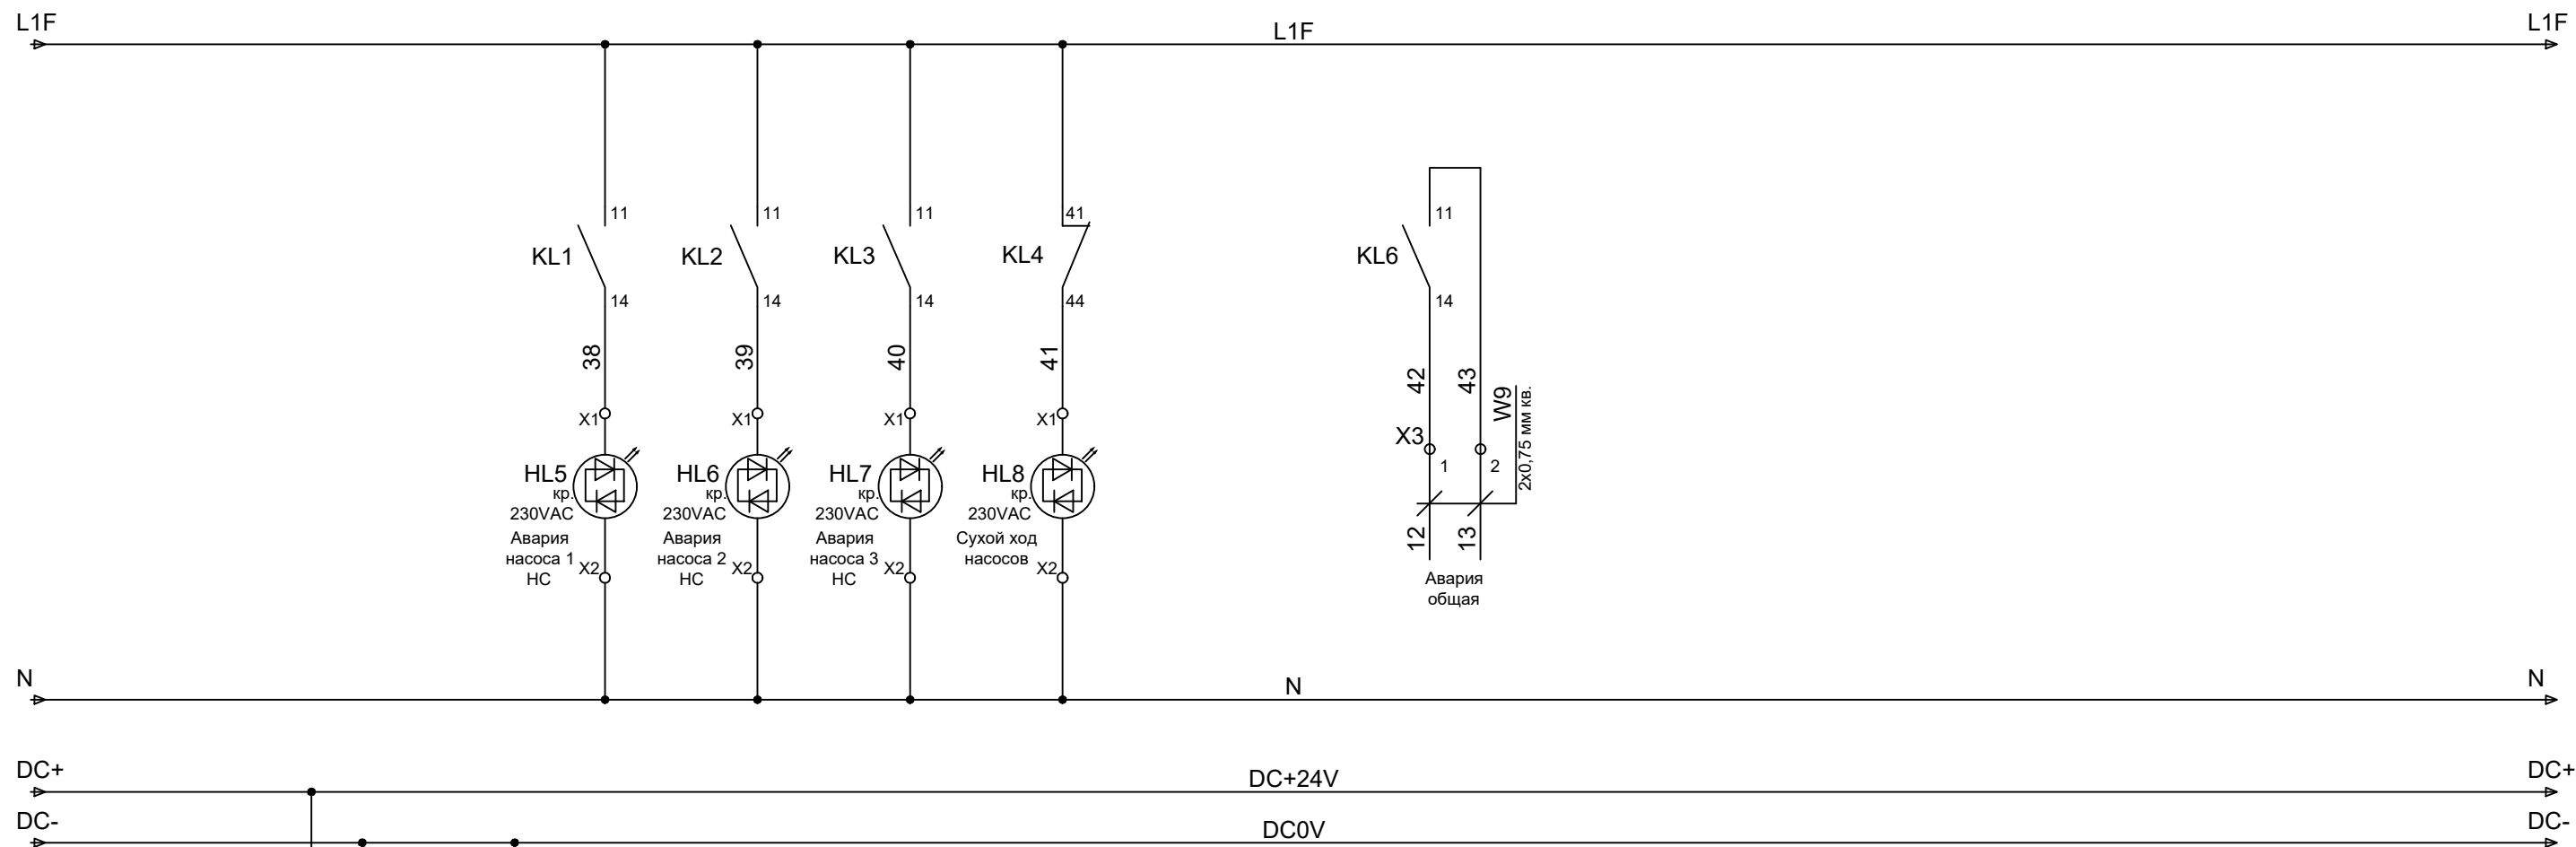 L1F
L1F
L1F
11
11
11
41
11
KL1
KL2
KL3
KL4
KL6
14
14
14
44
14
38
39
40
41
42
43
W9
2x0,75 мм кв.
X1
X1
X1
X1
X3
1
2
HL5
кр.
230VAC
Авария
насоса 1
НС
X2
HL6
кр.
230VAC
Авария
насоса 2
НС
X2
HL7
кр.
230VAC
Авария
насоса 3
НС
X2
HL8
кр.
230VAC
Сухой ход
насосов
X2
12
13
Авария
общая
N
N
N
DC+
DC+24V
DC+
DC-
DC0V
DC-